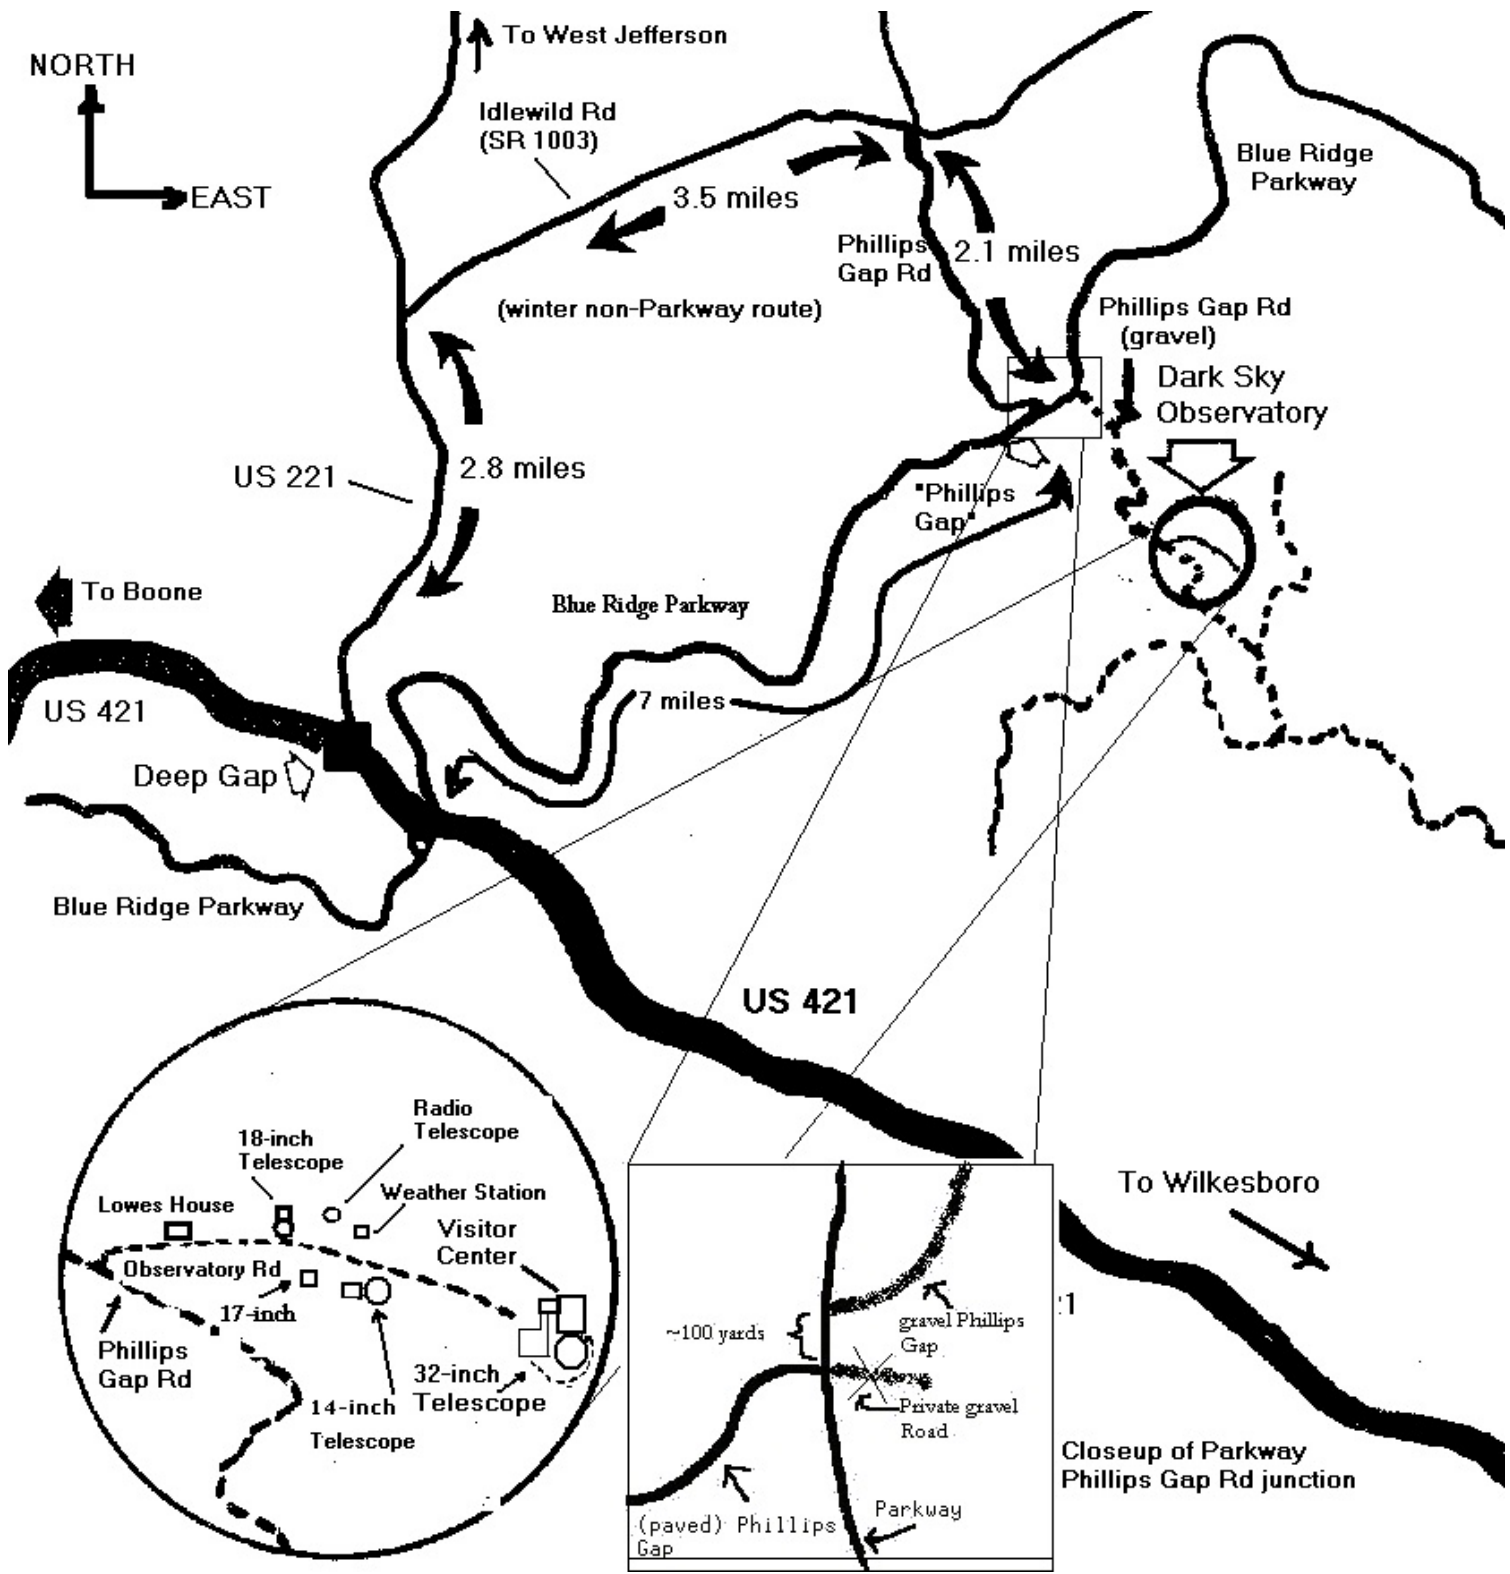 To West Jefferson
NORTH
EAST
Idlewild Rd
(SR 1003)
3.5 miles
Blue Ridge
Parkway
Phillips
Gap Rd
2.1 miles
(winter non-Parkway route)
Phillips Gap Rd
(gravel)
Dark Sky
Observatory
US 221
2.8 miles
"Phillips
Gap"
To Boone
Blue Ridge Parkway
US 421
7 miles
Deep Gap
Blue Ridge Parkway
US 421
To Wilkesboro
Radio
Telescope
18-inch
Telescope
Weather Station
Lowes House
Visitor
Center
Observatory Rd
17-inch
Phillips
Gap Rd
32-inch
Telescope
14-inch
Telescope
~100 yards
gravel Phillips
Gap
Private gravel
Road
(paved) Phillips
Gap
Parkway
Closeup of Parkway
Phillips Gap Rd junction